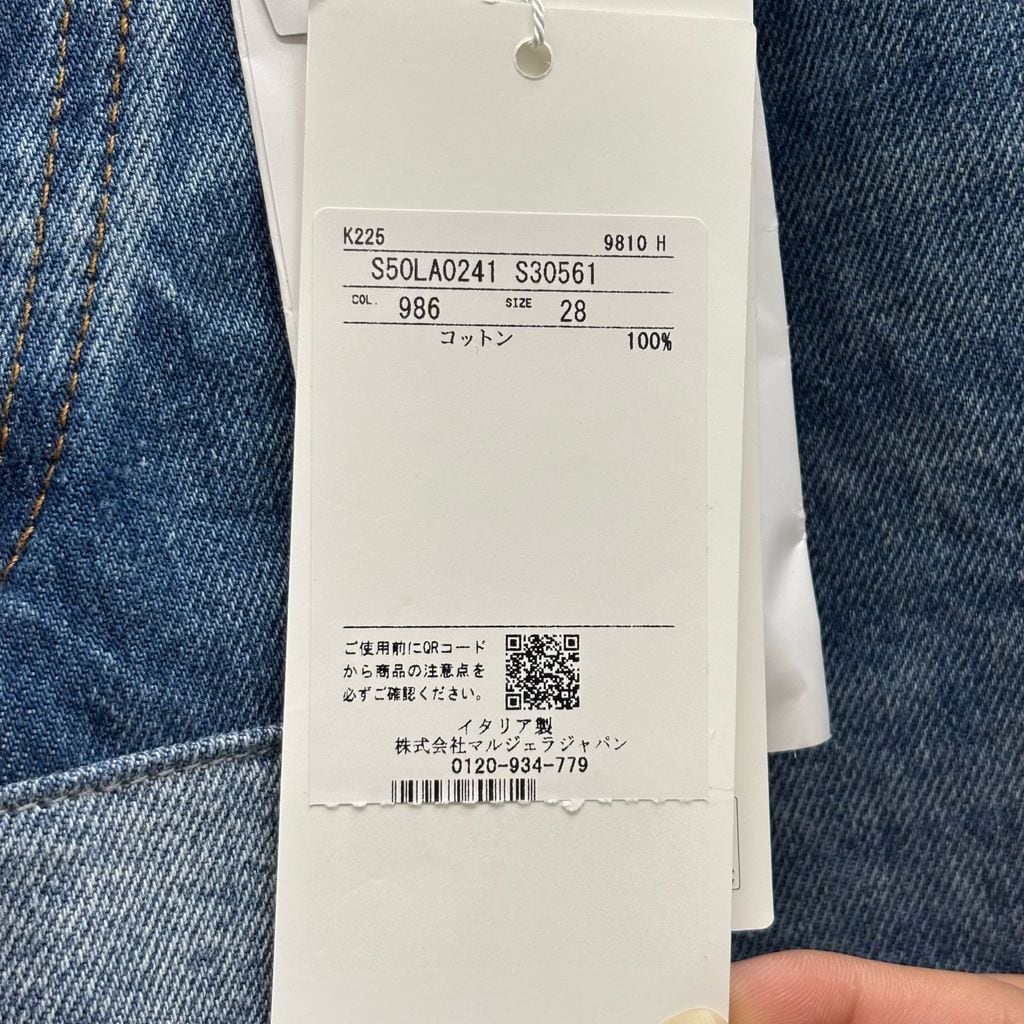 K225 9810 H
S50LA0241 S30561
COL. 986 SIZE 28
コットン 100%
ご使用前にQRコード
から商品の注意点を
必ずご確認ください。
イタリア製
株式会社マルジェラジャパン
0120-934-779